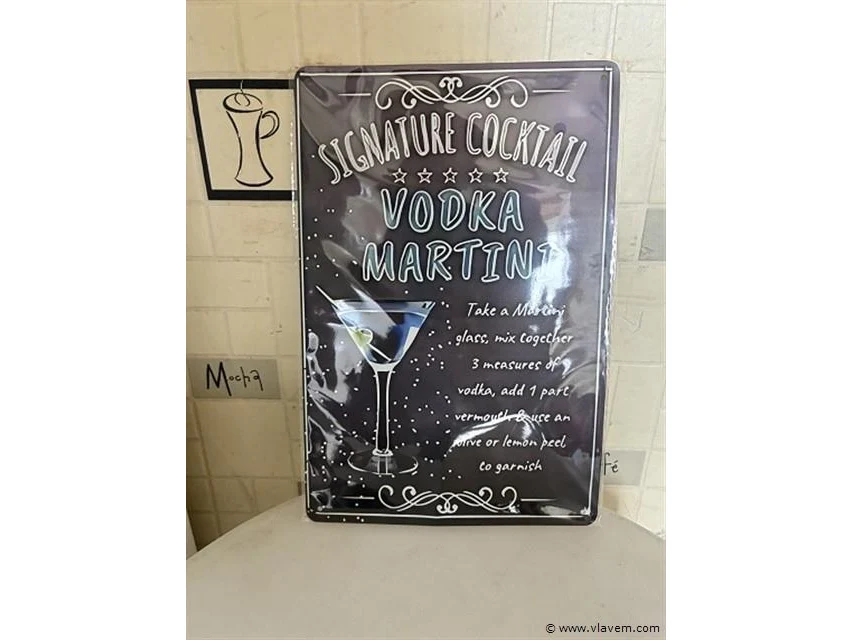 SIGNATURE COCKTAIL
VODKA
MARTINI
Take a Martini
glass, mix together
3 measures of
vodka, add 1 part
vermouth & use an
olive or lemon peel
to garnish
Mocha
fé
© www.vlavem.com